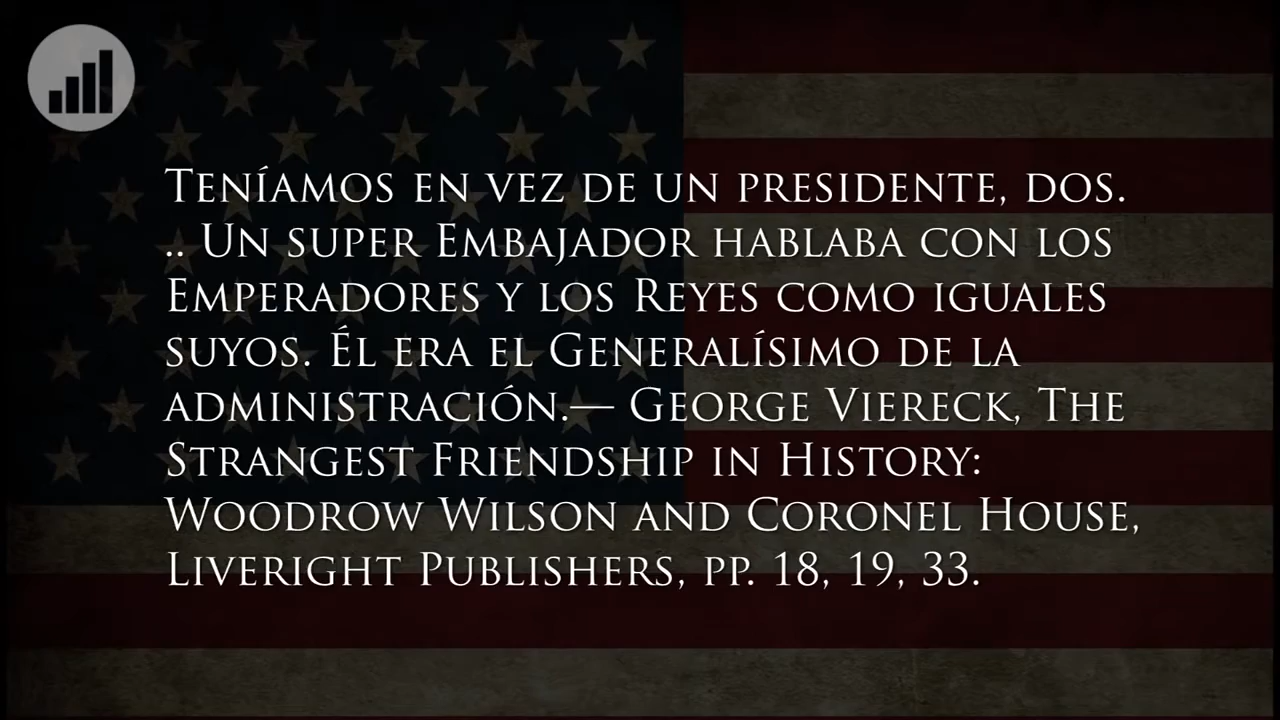 Teníamos en vez de un presidente, dos.
.. Un super Embajador hablaba con los
Emperadores y los Reyes como iguales
suyos. Él era el Generalísimo de la
administración.— George Viereck, The
Strangest Friendship in History:
Woodrow Wilson and Coronel House,
Liveright Publishers, pp. 18, 19, 33.